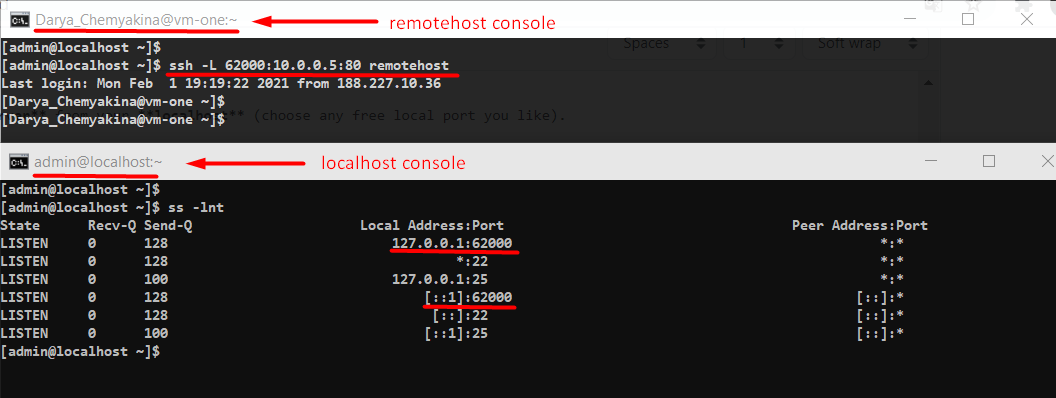 Darya_Chemyakina@vm-one:~
remotehost console
[admin@localhost ~]$
Spaces 1 Soft wrap
[admin@localhost ~]$ ssh -L 62000:10.0.0.5:80 remotehost
Last login: Mon Feb  1 19:19:22 2021 from 188.227.10.36
[Darya_Chemyakina@vm-one ~]$
[Darya_Chemyakina@vm-one ~]$
** (choose any free local port you like).
admin@localhost:~
localhost console
[admin@localhost ~]$
[admin@localhost ~]$ ss -lnt
State Recv-Q Send-Q Local Address:Port Peer Address:Port
LISTEN 0 128 127.0.0.1:62000 *:*
LISTEN 0 128 *:22 *:*
LISTEN 0 100 127.0.0.1:25 *:*
LISTEN 0 128 [::1]:62000 [::]:*
LISTEN 0 128 [::]:22 [::]:*
LISTEN 0 100 [::1]:25 [::]:*
[admin@localhost ~]$